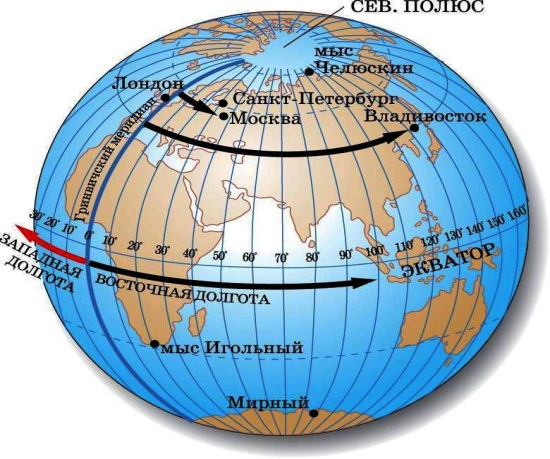 СЕВ. ПОЛЮС
мыс
Челюскин
Лондон
Санкт-Петербург
Москва
Владивосток
Гринвичский меридиан
30° 20° 10° 0° 10° 20° 30° 40° 50° 60° 70° 80° 90° 100° 110° 120° 130° 140° 150° 160°
ЭКВАТОР
ЗАПАДНАЯ
ДОЛГОТА
ВОСТОЧНАЯ ДОЛГОТА
мыс Игольный
Мирный